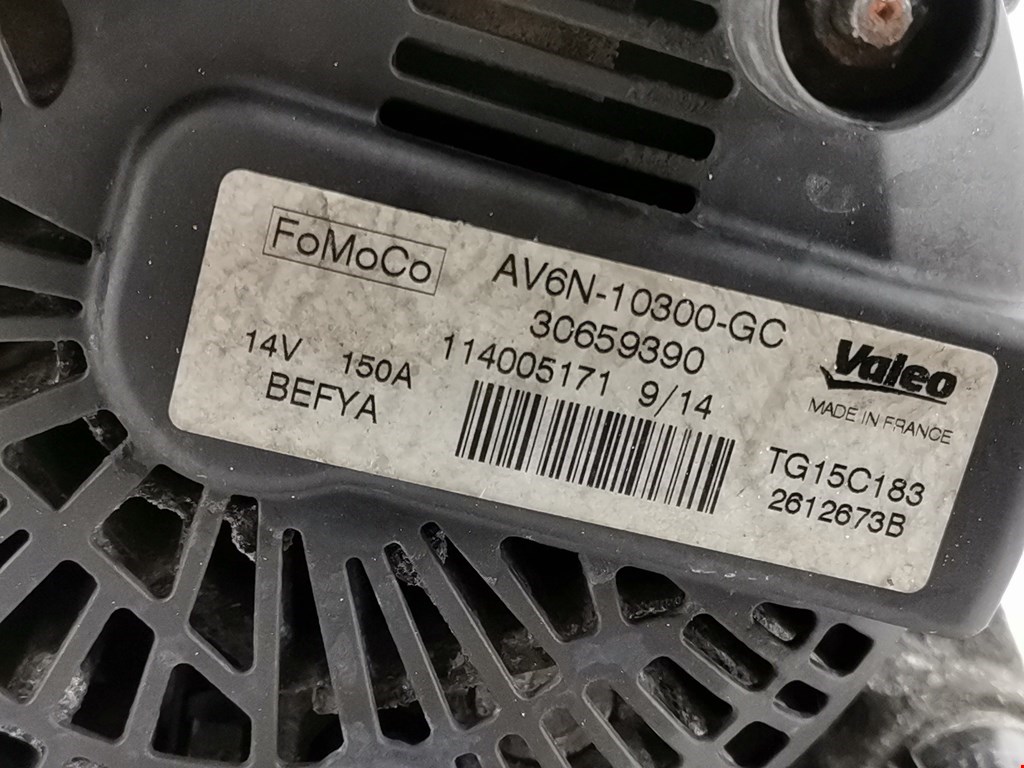 FoMoCo
AV6N-10300-GC
30659390
14V 150A
114005171 9/14
BEFYA
Valeo
MADE IN FRANCE
TG15C183
2612673B